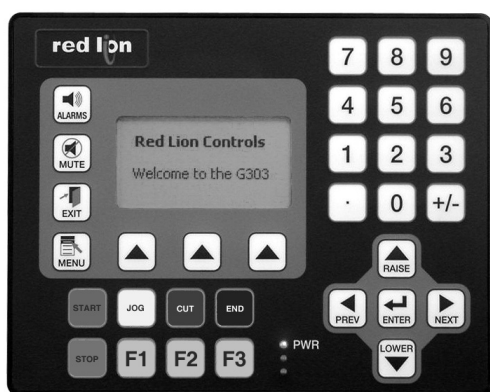 red lion
7 8 9
ALARMS
4 5 6
Red Lion Controls
MUTE
Welcome to the G303
1 2 3
EXIT
. 0 +/-
MENU
RAISE
START JOG CUT END
PREV ENTER NEXT
STOP F1 F2 F3
PWR
LOWER